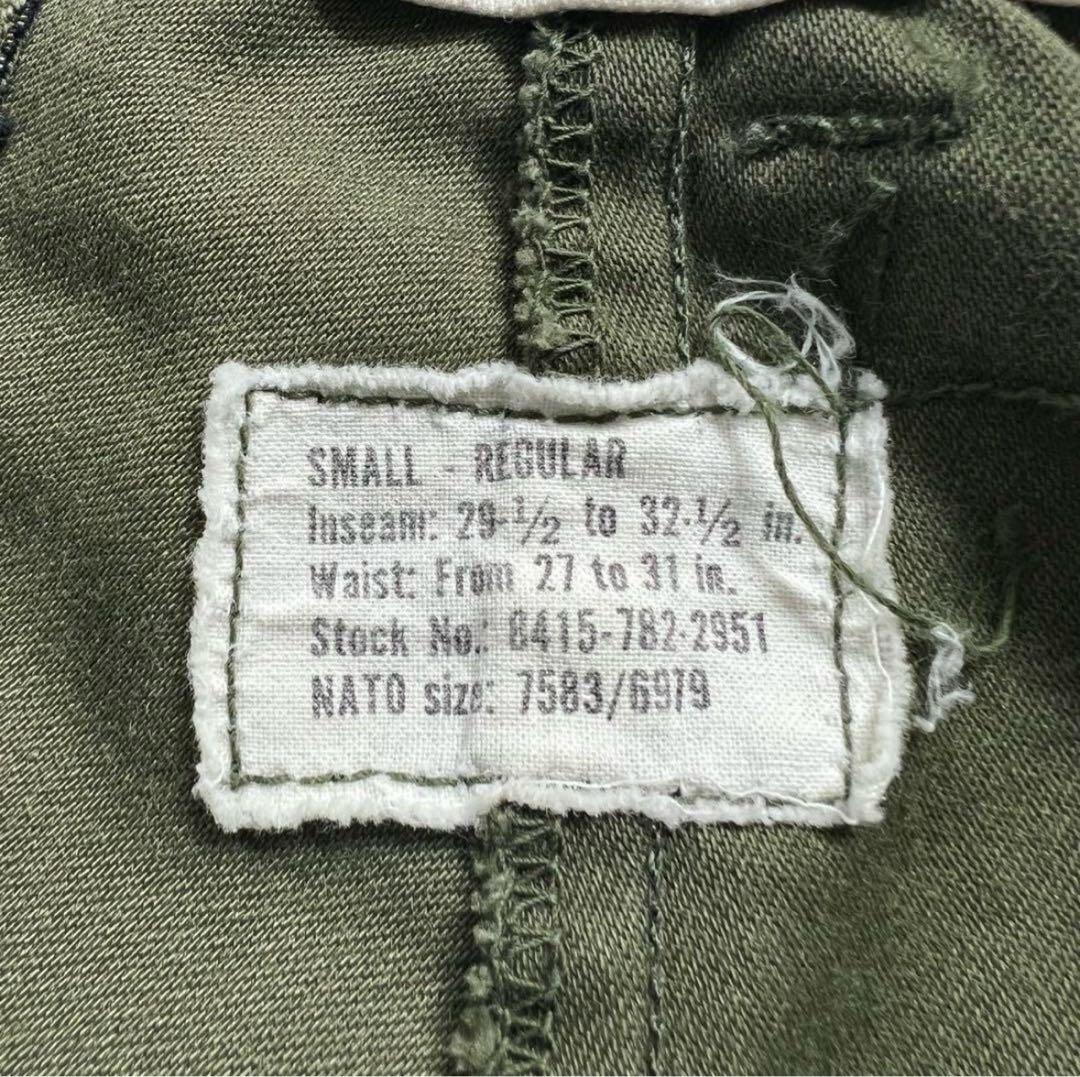 SMALL - REGULAR
Inseam: 29-1/2 to 32-1/2 in.
Waist: From 27 to 31 in.
Stock No.: 8415-782-2951
NATO size: 7583/6979